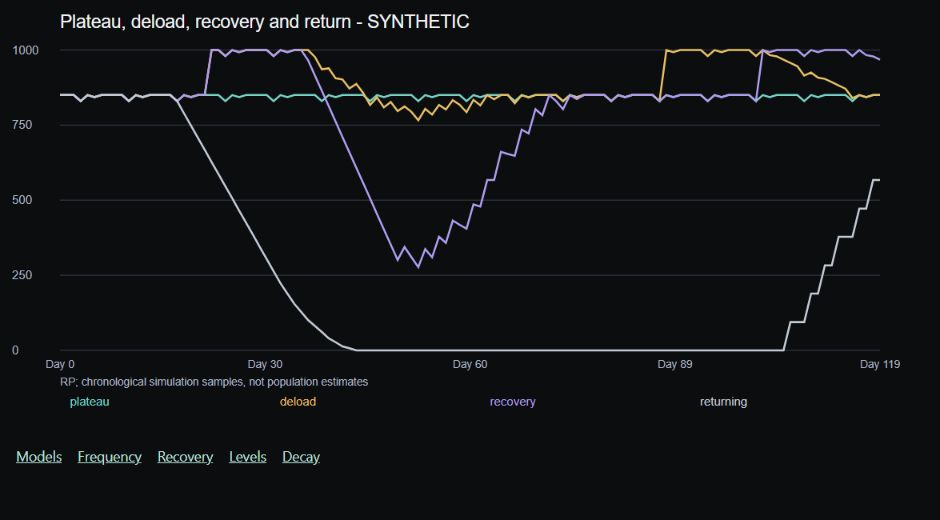 Plateau, deload, recovery and return - SYNTHETIC
1000
750
500
250
0
Day 0 Day 30 Day 60 Day 89 Day 119
RP; chronological simulation samples, not population estimates
plateau deload recovery returning
Models Frequency Recovery Levels Decay